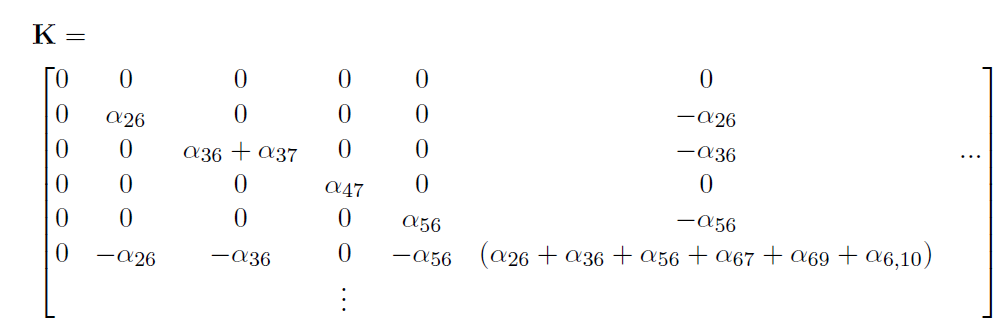 K =
0 0 0 0 0 0
0 α26 0 0 0 −α26
0 0 α36 + α37 0 0 −α36 ...
0 0 0 α47 0 0
0 0 0 0 α56 −α56
0 −α26 −α36 0 −α56 (α26 + α36 + α56 + α67 + α69 + α6,10)
⋮